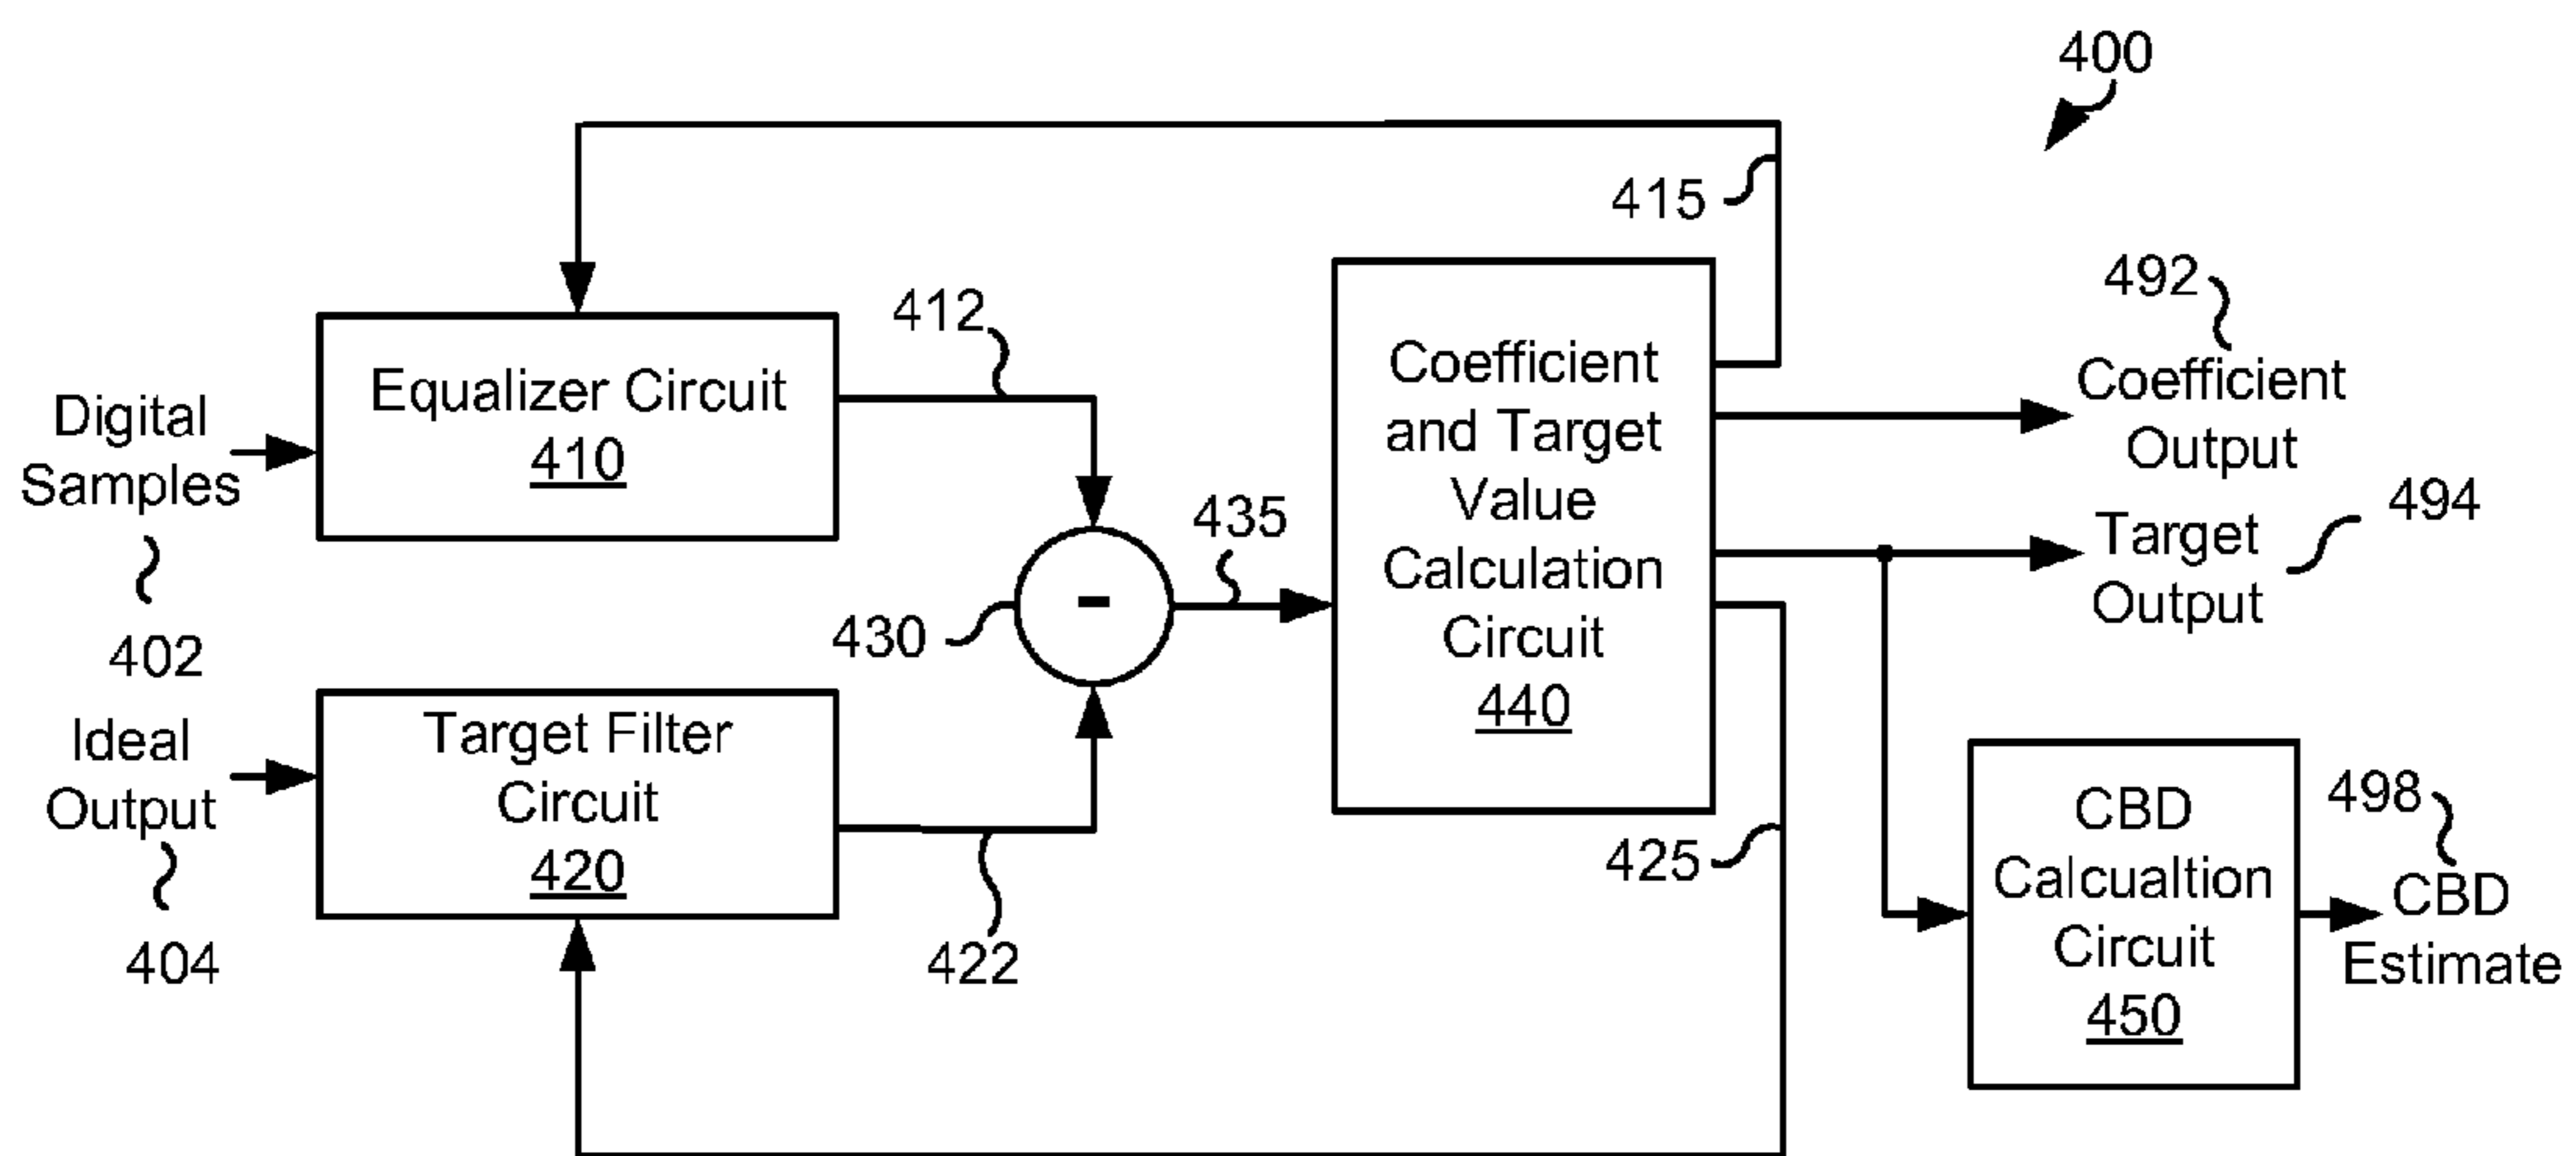 400
415
412
492
Equalizer Circuit
410
Digital
Samples
402
Coefficient
and Target
Value
Calculation
Circuit
440
Coefficient
Output
494
Target
Output
435
-
430
Ideal
Output
404
Target Filter
Circuit
420
422
425
CBD
Calcualtion
Circuit
450
498
CBD
Estimate